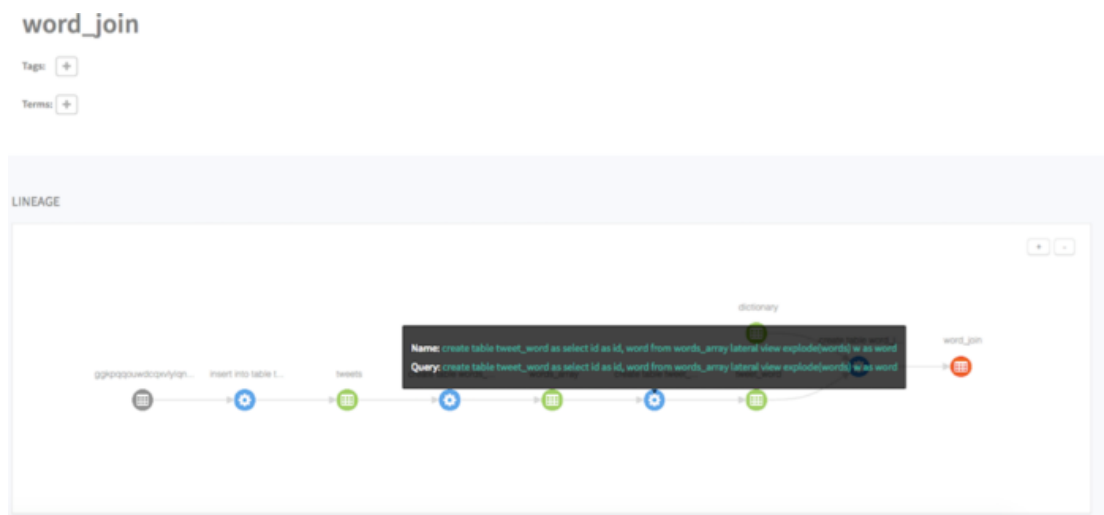 word_join
Tags: +
Terms: +
LINEAGE
+ -
dictionary
Name: create table tweet_word as select id as id, word from words_array lateral view explode(words) w as word
word_join
Query: create table tweet_word as select id as id, word from words_array lateral view explode(words) w as word
insert into table t...
tweets